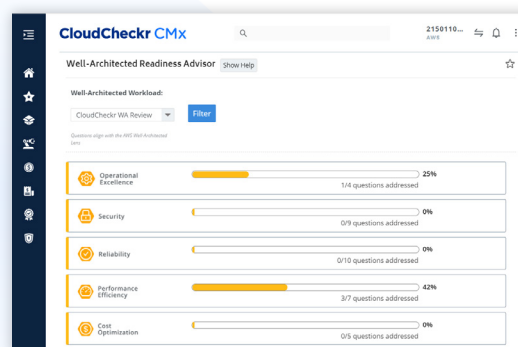 CloudCheckr CMx
2150110...
AWS
Well-Architected Readiness Advisor
Show Help
Well-Architected Workload:
CloudCheckr WA Review
Filter
Questions align with the AWS Well-Architected
Lens
Operational
Excellence
25%
1/4 questions addressed
Security
0%
0/9 questions addressed
Reliability
0%
0/10 questions addressed
Performance
Efficiency
42%
3/7 questions addressed
Cost
Optimization
0%
0/5 questions addressed